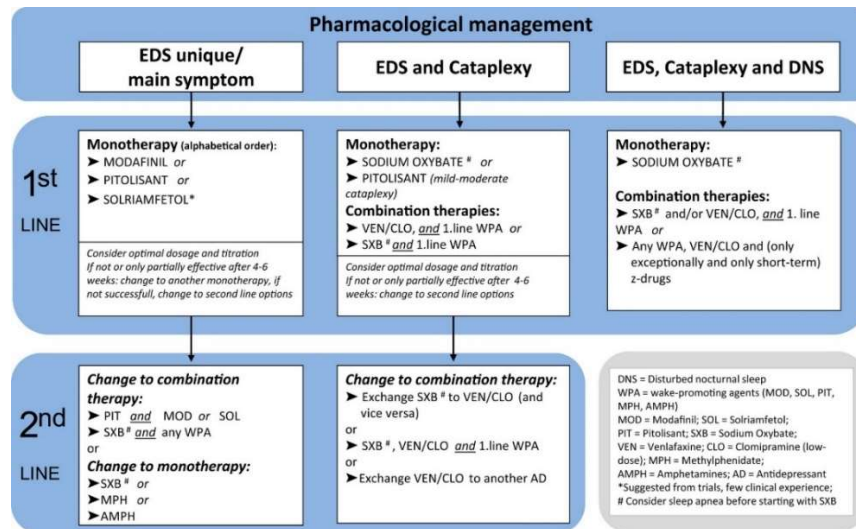 Pharmacological management
EDS unique/
main symptom
EDS and Cataplexy
EDS, Cataplexy and DNS
1st
LINE
Monotherapy (alphabetical order):
➤ MODAFINIL or
➤ PITOLISANT or
➤ SOLRIAMFETOL*
Consider optimal dosage and titration
If not or only partially effective after 4-6
weeks: change to another monotherapy, if
not successfull, change to second line options
Monotherapy:
➤ SODIUM OXYBATE # or
➤ PITOLISANT (mild-moderate
cataplexy)
Combination therapies:
➤ VEN/CLO, and 1.line WPA or
➤ SXB # and 1.line WPA
Consider optimal dosage and titration
If not or only partially effective after 4-6
weeks: change to second line options
Monotherapy:
➤ SODIUM OXYBATE #
Combination therapies:
➤ SXB # and/or VEN/CLO, and 1. line
WPA or
➤ Any WPA, VEN/CLO and (only
exceptionally and only short-term)
z-drugs
2nd
LINE
Change to combination
therapy:
➤ PIT and MOD or SOL
➤ SXB # and any WPA
or
Change to monotherapy:
➤SXB # or
➤MPH or
➤AMPH
Change to combination therapy:
➤ Exchange SXB # to VEN/CLO (and
vice versa)
or
➤ SXB #, VEN/CLO and 1.line WPA
or
➤Exchange VEN/CLO to another AD
DNS = Disturbed nocturnal sleep
WPA = wake-promoting agents (MOD, SOL, PIT,
MPH, AMPH)
MOD = Modafinil; SOL = Solriamfetol;
PIT = Pitolisant; SXB = Sodium Oxybate;
VEN = Venlafaxine; CLO = Clomipramine (low-
dose); MPH = Methylphenidate;
AMPH = Amphetamines; AD = Antidepressant
*Suggested from trials, few clinical experience;
# Consider sleep apnea before starting with SXB